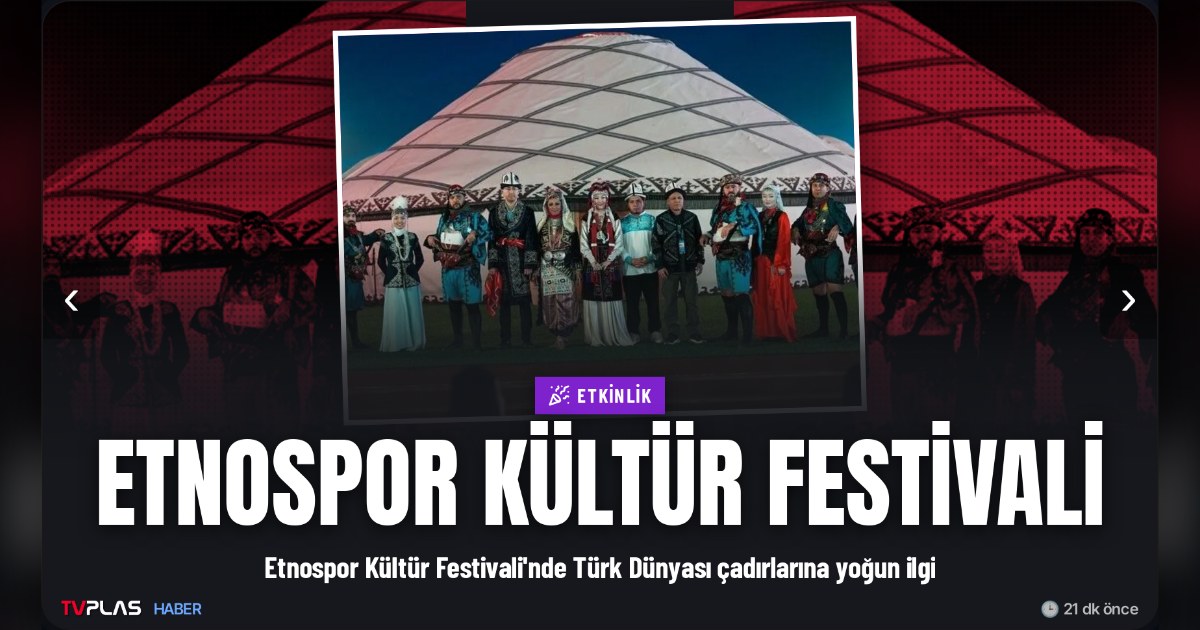 ETKİNLİK
ETNOSPOR KÜLTÜR FESTİVALİ
Etnospor Kültür Festivali'nde Türk Dünyası çadırlarına yoğun ilgi
TVPLAS HABER
21 dk önce